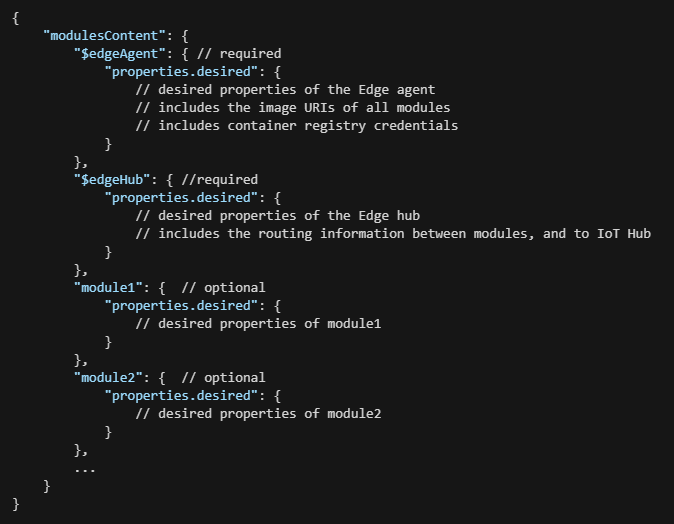 {
    "modulesContent": {
        "$edgeAgent": { // required
            "properties.desired": {
                // desired properties of the Edge agent
                // includes the image URIs of all modules
                // includes container registry credentials
            }
        },
        "$edgeHub": { //required
            "properties.desired": {
                // desired properties of the Edge hub
                // includes the routing information between modules, and to IoT Hub
            }
        },
        "module1": {  // optional
            "properties.desired": {
                // desired properties of module1
            }
        },
        "module2": {  // optional
            "properties.desired": {
                // desired properties of module2
            }
        },
        ...
    }
}